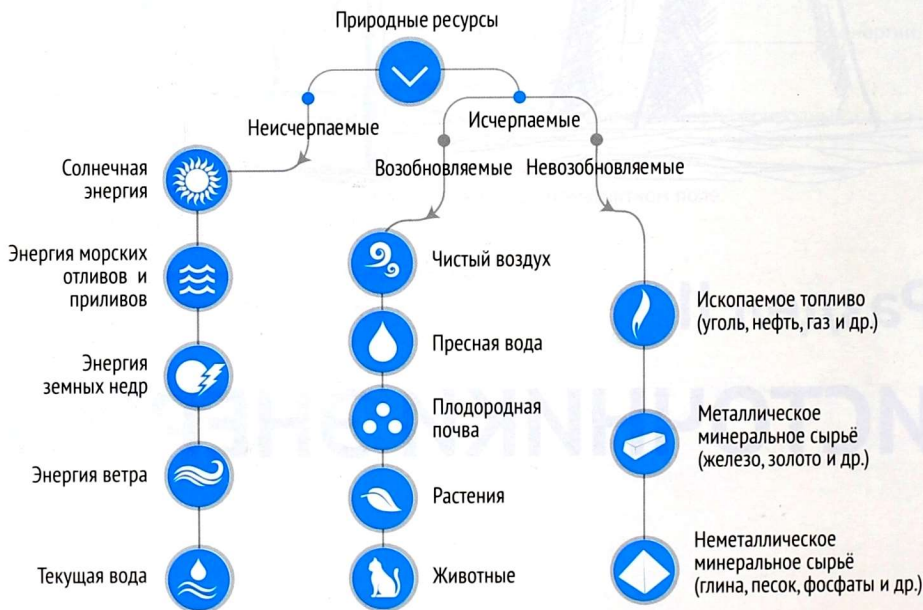 Природные ресурсы
Неисчерпаемые
Исчерпаемые
Возобновляемые
Невозобновляемые
Солнечная
энергия
Энергия морских
отливов и
приливов
Энергия
земных недр
Энергия ветра
Текущая вода
Чистый воздух
Пресная вода
Плодородная
почва
Растения
Животные
Ископаемое топливо
(уголь, нефть, газ и др.)
Металлическое
минеральное сырьё
(железо, золото и др.)
Неметаллическое
минеральное сырьё
(глина, песок, фосфаты и др.)